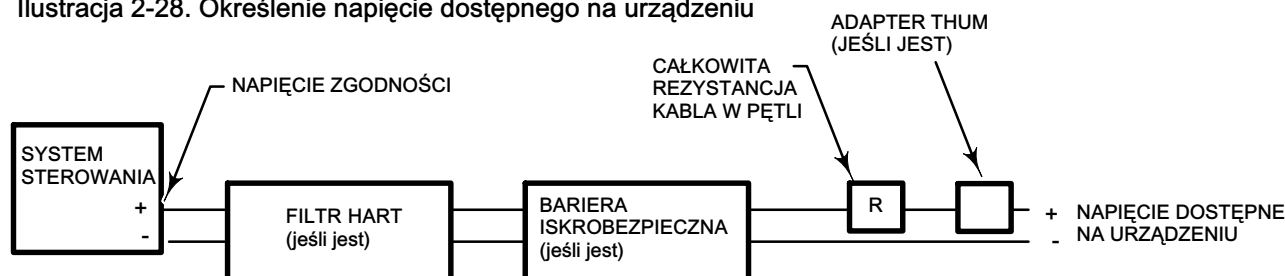 Ilustracja 2-28. Określenie napięcie dostępnego na urządzeniu
ADAPTER THUM
(JEŚLI JEST)
CAŁKOWITA
REZYSTANCJA
KABLA W PĘTLI
NAPIĘCIE ZGODNOŚCI
SYSTEM
STEROWANIA
+
-
FILTR HART
(jeśli jest)
BARIERA
ISKROBEZPIECZNA
(jeśli jest)
R
+ NAPIĘCIE DOSTĘPNE
- NA URZĄDZENIU